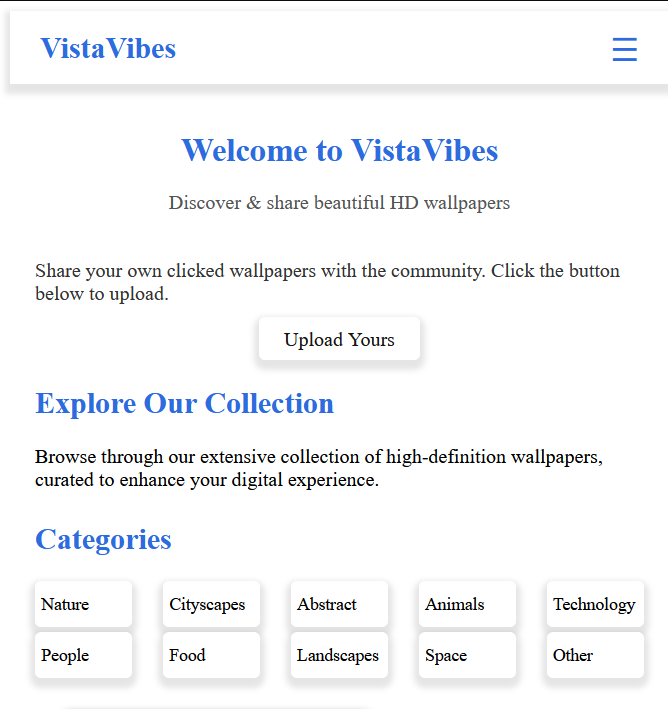 VistaVibes
Welcome to VistaVibes
Discover & share beautiful HD wallpapers
Share your own clicked wallpapers with the community. Click the button
below to upload.
Upload Yours
Explore Our Collection
Browse through our extensive collection of high-definition wallpapers,
curated to enhance your digital experience.
Categories
Nature Cityscapes Abstract Animals Technology
People Food Landscapes Space Other